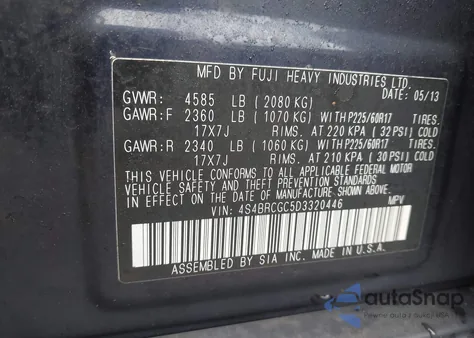 MFD BY FUJI HEAVY INDUSTRIES LTD.
DATE: 05/13
GVWR: 4585 LB (2080 KG)
GAWR:F 2360 LB (1070 KG) WITH P225/60R17 TIRES.
17X7J RIMS. AT 220 KPA (32 PSI) COLD
GAWR:R 2340 LB (1060 KG) WITH P225/60R17 TIRES.
17X7J RIMS. AT 210 KPA (30 PSI) COLD
THIS VEHICLE CONFORMS TO ALL APPLICABLE FEDERAL MOTOR
VEHICLE SAFETY AND THEFT PREVENTION STANDARDS
IN EFFECT ON THE DATE OF MANUFACTURE SHOWN ABOVE.
VIN: 4S4BRCGC5D3320446 MPV
ASSEMBLED BY SIA INC. MADE IN U.S.A.
autoSnap